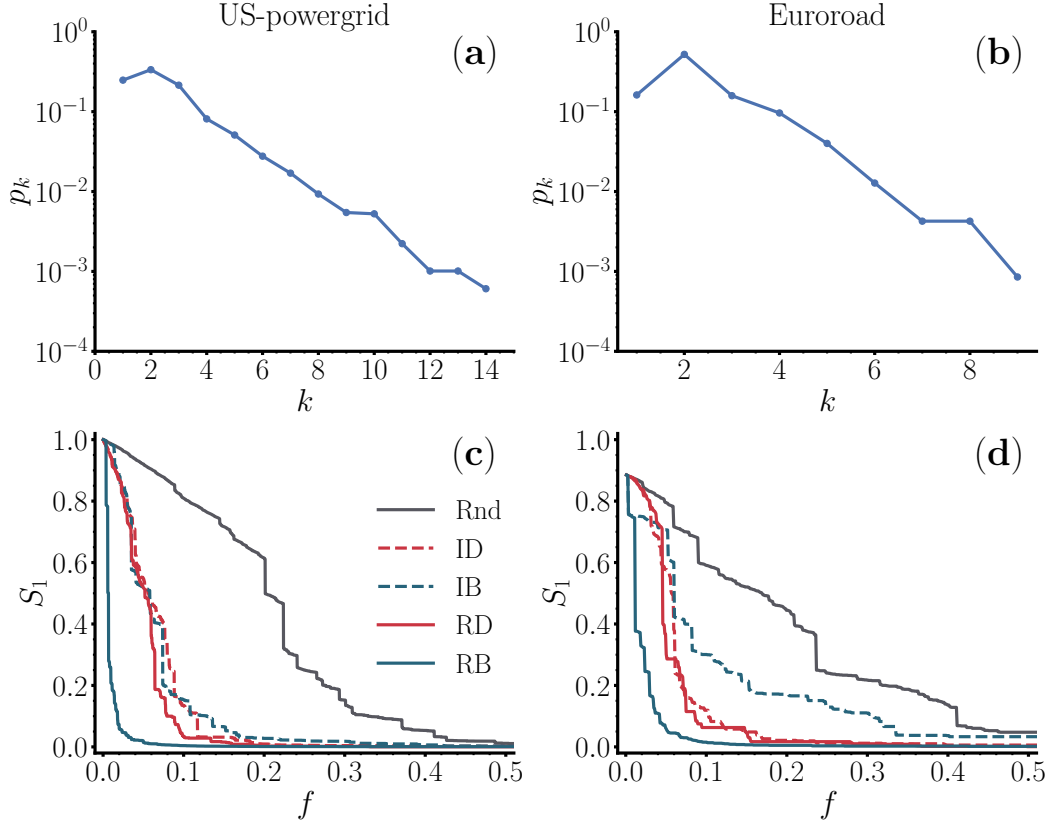 US-powergrid
(a)
10^0
10^{-1}
10^{-2}
10^{-3}
10^{-4}
p_k
0 2 4 6 8 10 12 14
k
Euroroad
(b)
10^0
10^{-1}
10^{-2}
10^{-3}
10^{-4}
p_k
2 4 6 8
k
(c)
1.0
0.8
0.6
0.4
0.2
0.0
S_1
Rnd
ID
IB
RD
RB
0.0 0.1 0.2 0.3 0.4 0.5
f
(d)
1.0
0.8
0.6
0.4
0.2
0.0
S_1
0.0 0.1 0.2 0.3 0.4 0.5
f